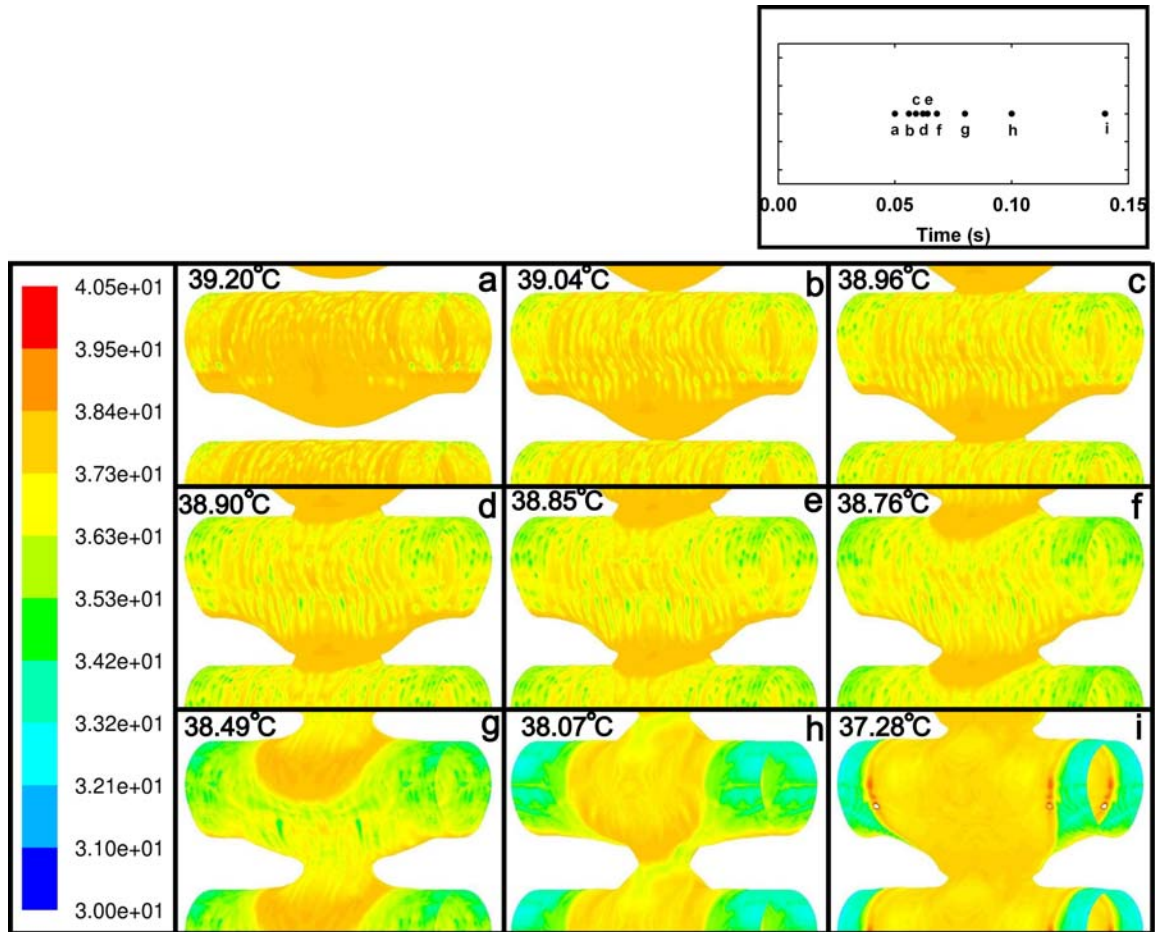 c e
a b d f g h i
0.00 0.05 0.10 0.15
Time (s)
4.05e+01
3.95e+01
3.84e+01
3.73e+01
3.63e+01
3.53e+01
3.42e+01
3.32e+01
3.21e+01
3.10e+01
3.00e+01
39.20°C a
39.04°C b
38.96°C c
38.90°C d
38.85°C e
38.76°C f
38.49°C g
38.07°C h
37.28°C i